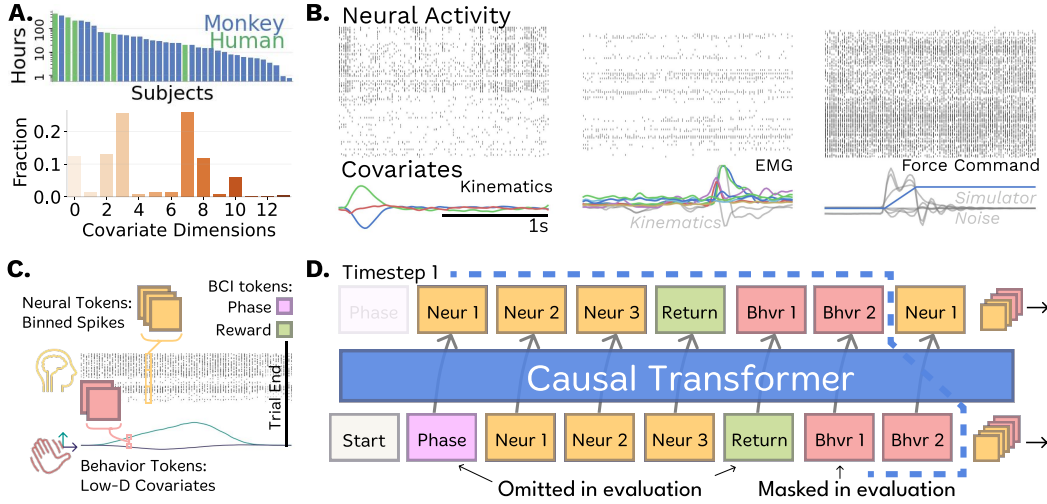 A.
Hours
100
10
1
Monkey
Human
Subjects
Fraction
0.2
0.1
0.0
0 2 4 6 8 10 12
Covariate Dimensions
B.
Neural Activity
Covariates
Kinematics
1s
EMG
Kinematics
Force Command
Simulator
Noise
C.
Neural Tokens:
Binned Spikes
BCI tokens:
Phase
Reward
Trial End
Behavior Tokens:
Low-D Covariates
D.
Timestep 1
Phase Neur 1 Neur 2 Neur 3 Return Bhvr 1 Bhvr 2 Neur 1
Causal Transformer
Start Phase Neur 1 Neur 2 Neur 3 Return Bhvr 1 Bhvr 2
Omitted in evaluation
Masked in evaluation